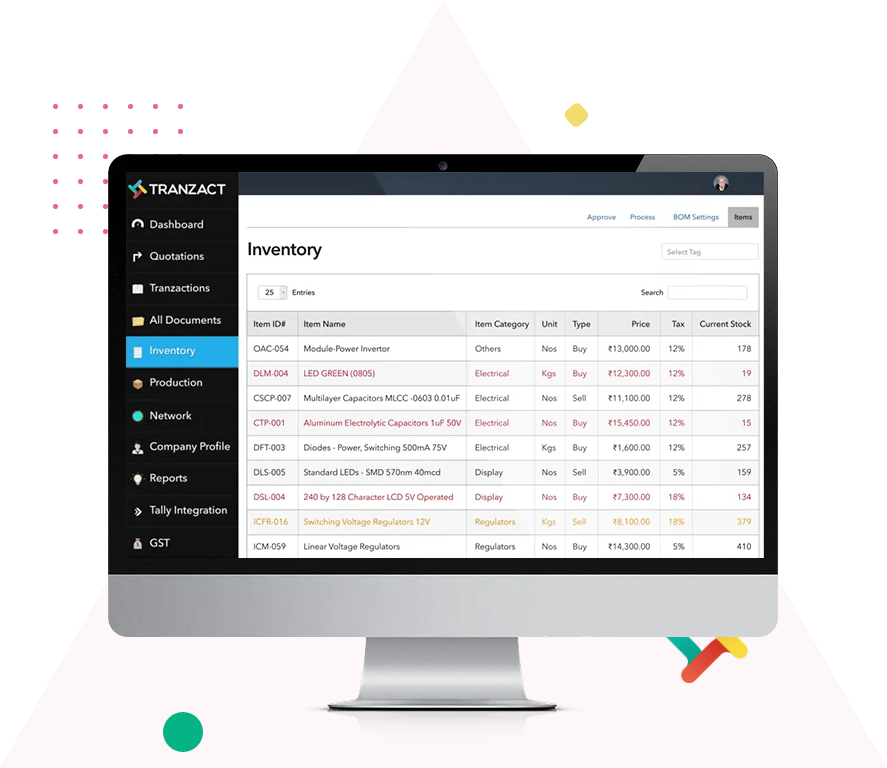 TRANZACT
Dashboard
Quotations
Tranzactions
All Documents
Inventory
Production
Network
Company Profile
Reports
Tally Integration
GST
Approve Process BOM Settings Items
Inventory
Select Tag
25 Entries
Search
Item ID# Item Name Item Category Unit Type Price Tax Current Stock
OAC-054 Module-Power Invertor Others Nos Buy ₹13,000.00 12% 178
DLM-004 LED GREEN (0805) Electrical Kgs Buy ₹12,300.00 12% 19
CSCP-007 Multilayer Capacitors MLCC -0603 0.01uF Electrical Nos Sell ₹11,100.00 12% 278
CTP-001 Aluminum Electrolytic Capacitors 1uF 50V Electrical Nos Buy ₹15,450.00 12% 15
DFT-003 Diodes - Power, Switching 500mA 75V Electrical Kgs Buy ₹1,600.00 12% 257
DLS-005 Standard LEDs - SMD 570nm 40mcd Display Nos Sell ₹3,900.00 5% 159
DSL-004 240 by 128 Character LCD 5V Operated Display Nos Buy ₹7,300.00 18% 134
ICFR-016 Switching Voltage Regulators 12V Regulators Kgs Sell ₹8,100.00 18% 379
ICM-059 Linear Voltage Regulators Regulators Nos Buy ₹14,300.00 5% 410